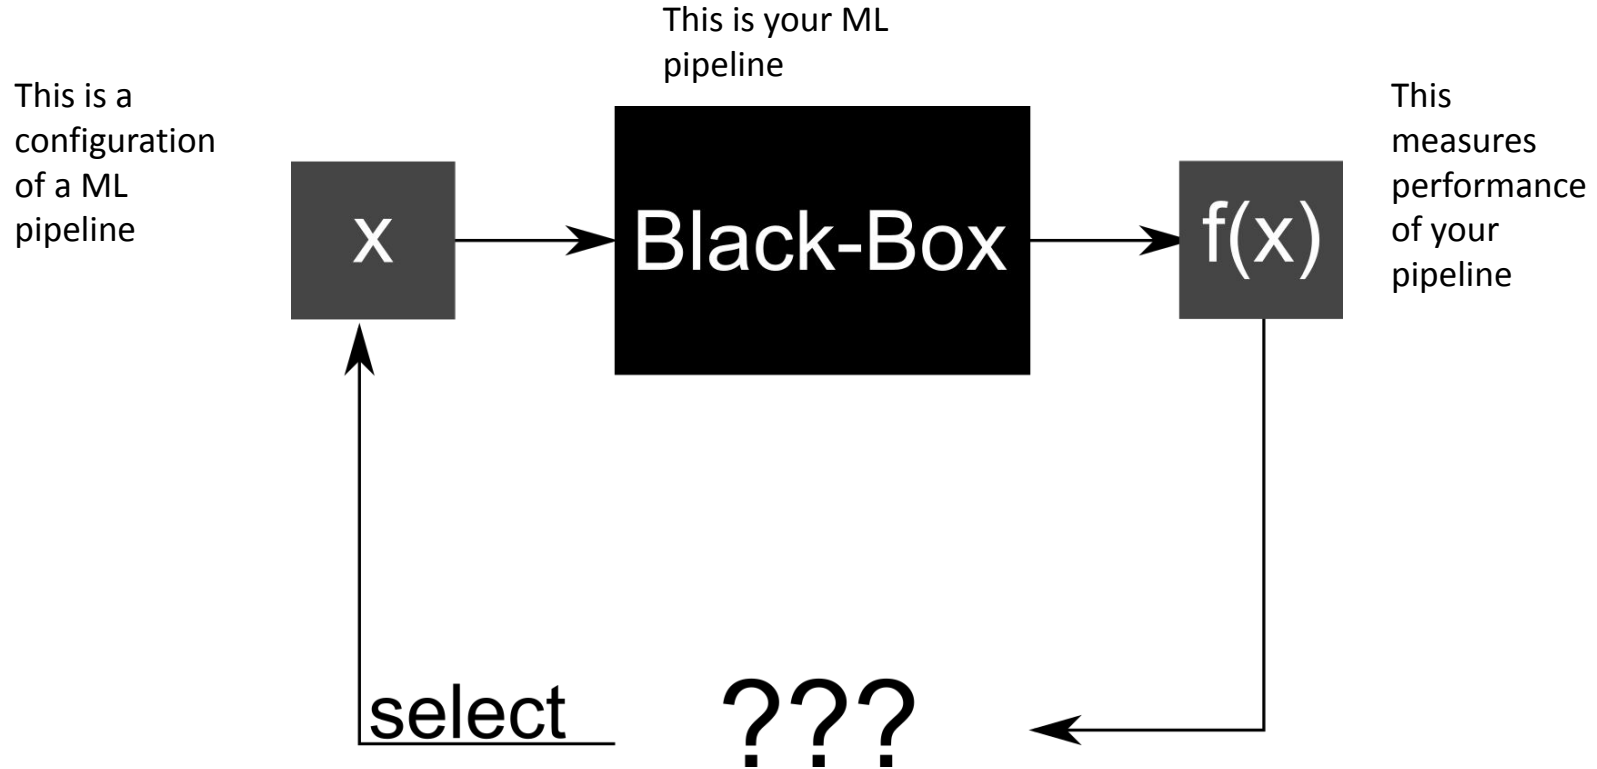 This is your ML
pipeline
This is a
configuration
of a ML
pipeline
This
measures
performance
of your
pipeline
x
Black-Box
f(x)
select
???